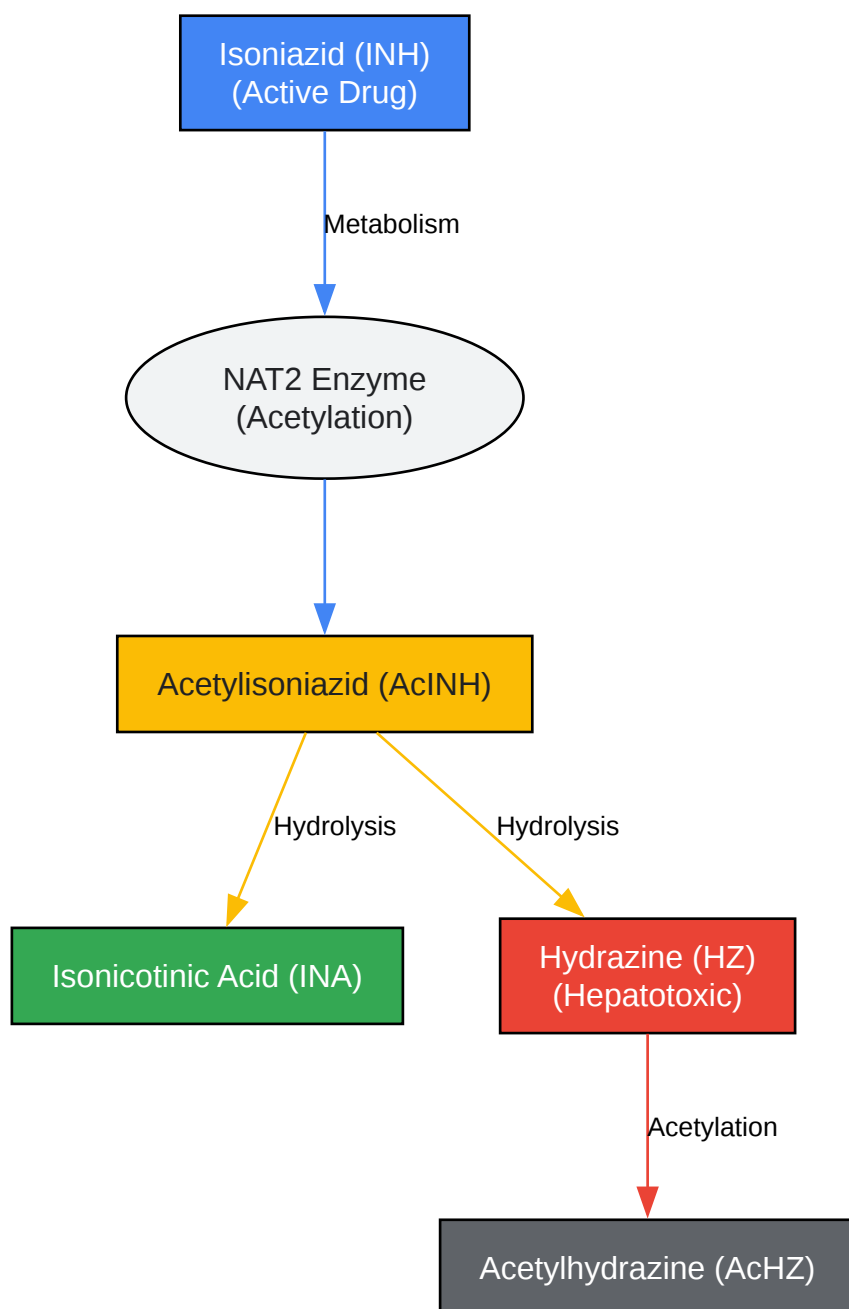 Isoniazid (INH)
(Active Drug)
Metabolism
NAT2 Enzyme
(Acetylation)
Acetylisoniazid (AcINH)
Hydrolysis
Hydrolysis
Isonicotinic Acid (INA)
Hydrazine (HZ)
(Hepatotoxic)
Acetylation
Acetylhydrazine (AcHZ)